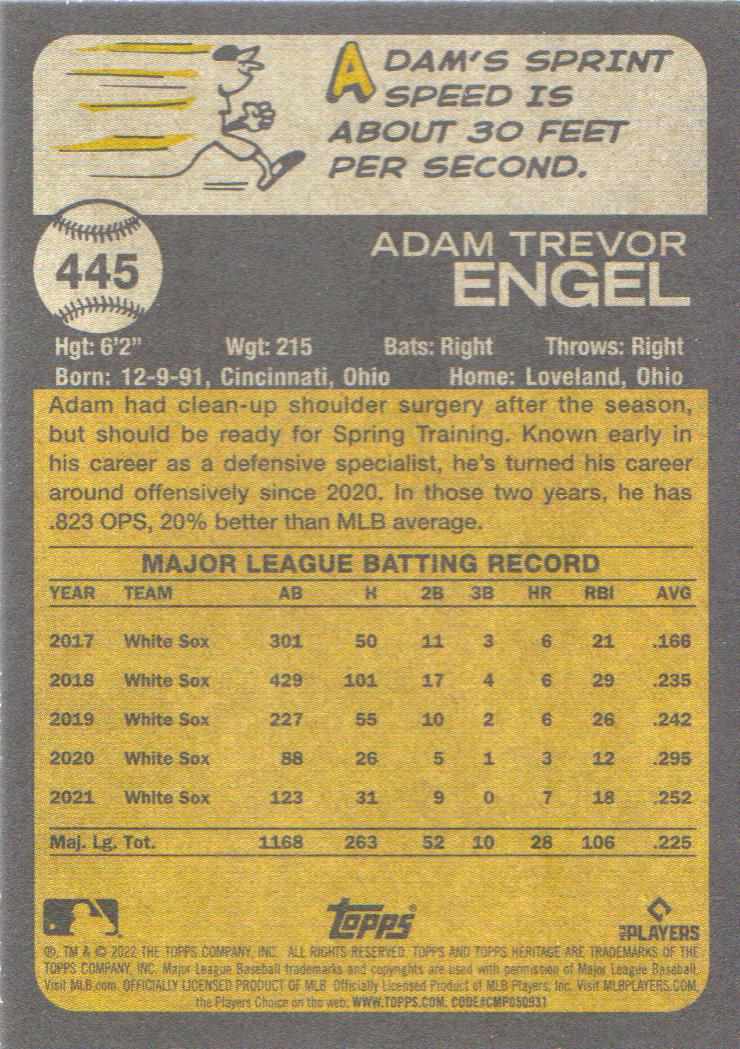 ADAM'S SPRINT
SPEED IS
ABOUT 30 FEET
PER SECOND.
445
ADAM TREVOR
ENGEL
Hgt: 6'2" Wgt: 215 Bats: Right Throws: Right
Born: 12-9-91, Cincinnati, Ohio Home: Loveland, Ohio
Adam had clean-up shoulder surgery after the season,
but should be ready for Spring Training. Known early in
his career as a defensive specialist, he's turned his career
around offensively since 2020. In those two years, he has
.823 OPS, 20% better than MLB average.
MAJOR LEAGUE BATTING RECORD
YEAR TEAM AB H 2B 3B HR RBI AVG
2017 White Sox 301 50 11 3 6 21 .166
2018 White Sox 429 101 17 4 6 29 .235
2019 White Sox 227 55 10 2 6 26 .242
2020 White Sox 88 26 5 1 3 12 .295
2021 White Sox 123 31 9 0 7 18 .252
Maj. Lg. Tot. 1168 263 52 10 28 106 .225
Topps®
MLB PLAYERS
®, TM & © 2022 THE TOPPS COMPANY, INC. ALL RIGHTS RESERVED. TOPPS AND TOPPS HERITAGE ARE TRADEMARKS OF THE
TOPPS COMPANY, INC. Major League Baseball trademarks and copyrights are used with permission of Major League Baseball.
Visit MLB.com. OFFICIALLY LICENSED PRODUCT OF MLB Officially Licensed Product of MLB Players, Inc. Visit MLBPLAYERS.COM,
the Players Choice on the web. WWW.TOPPS.COM. CODE#CMP050931